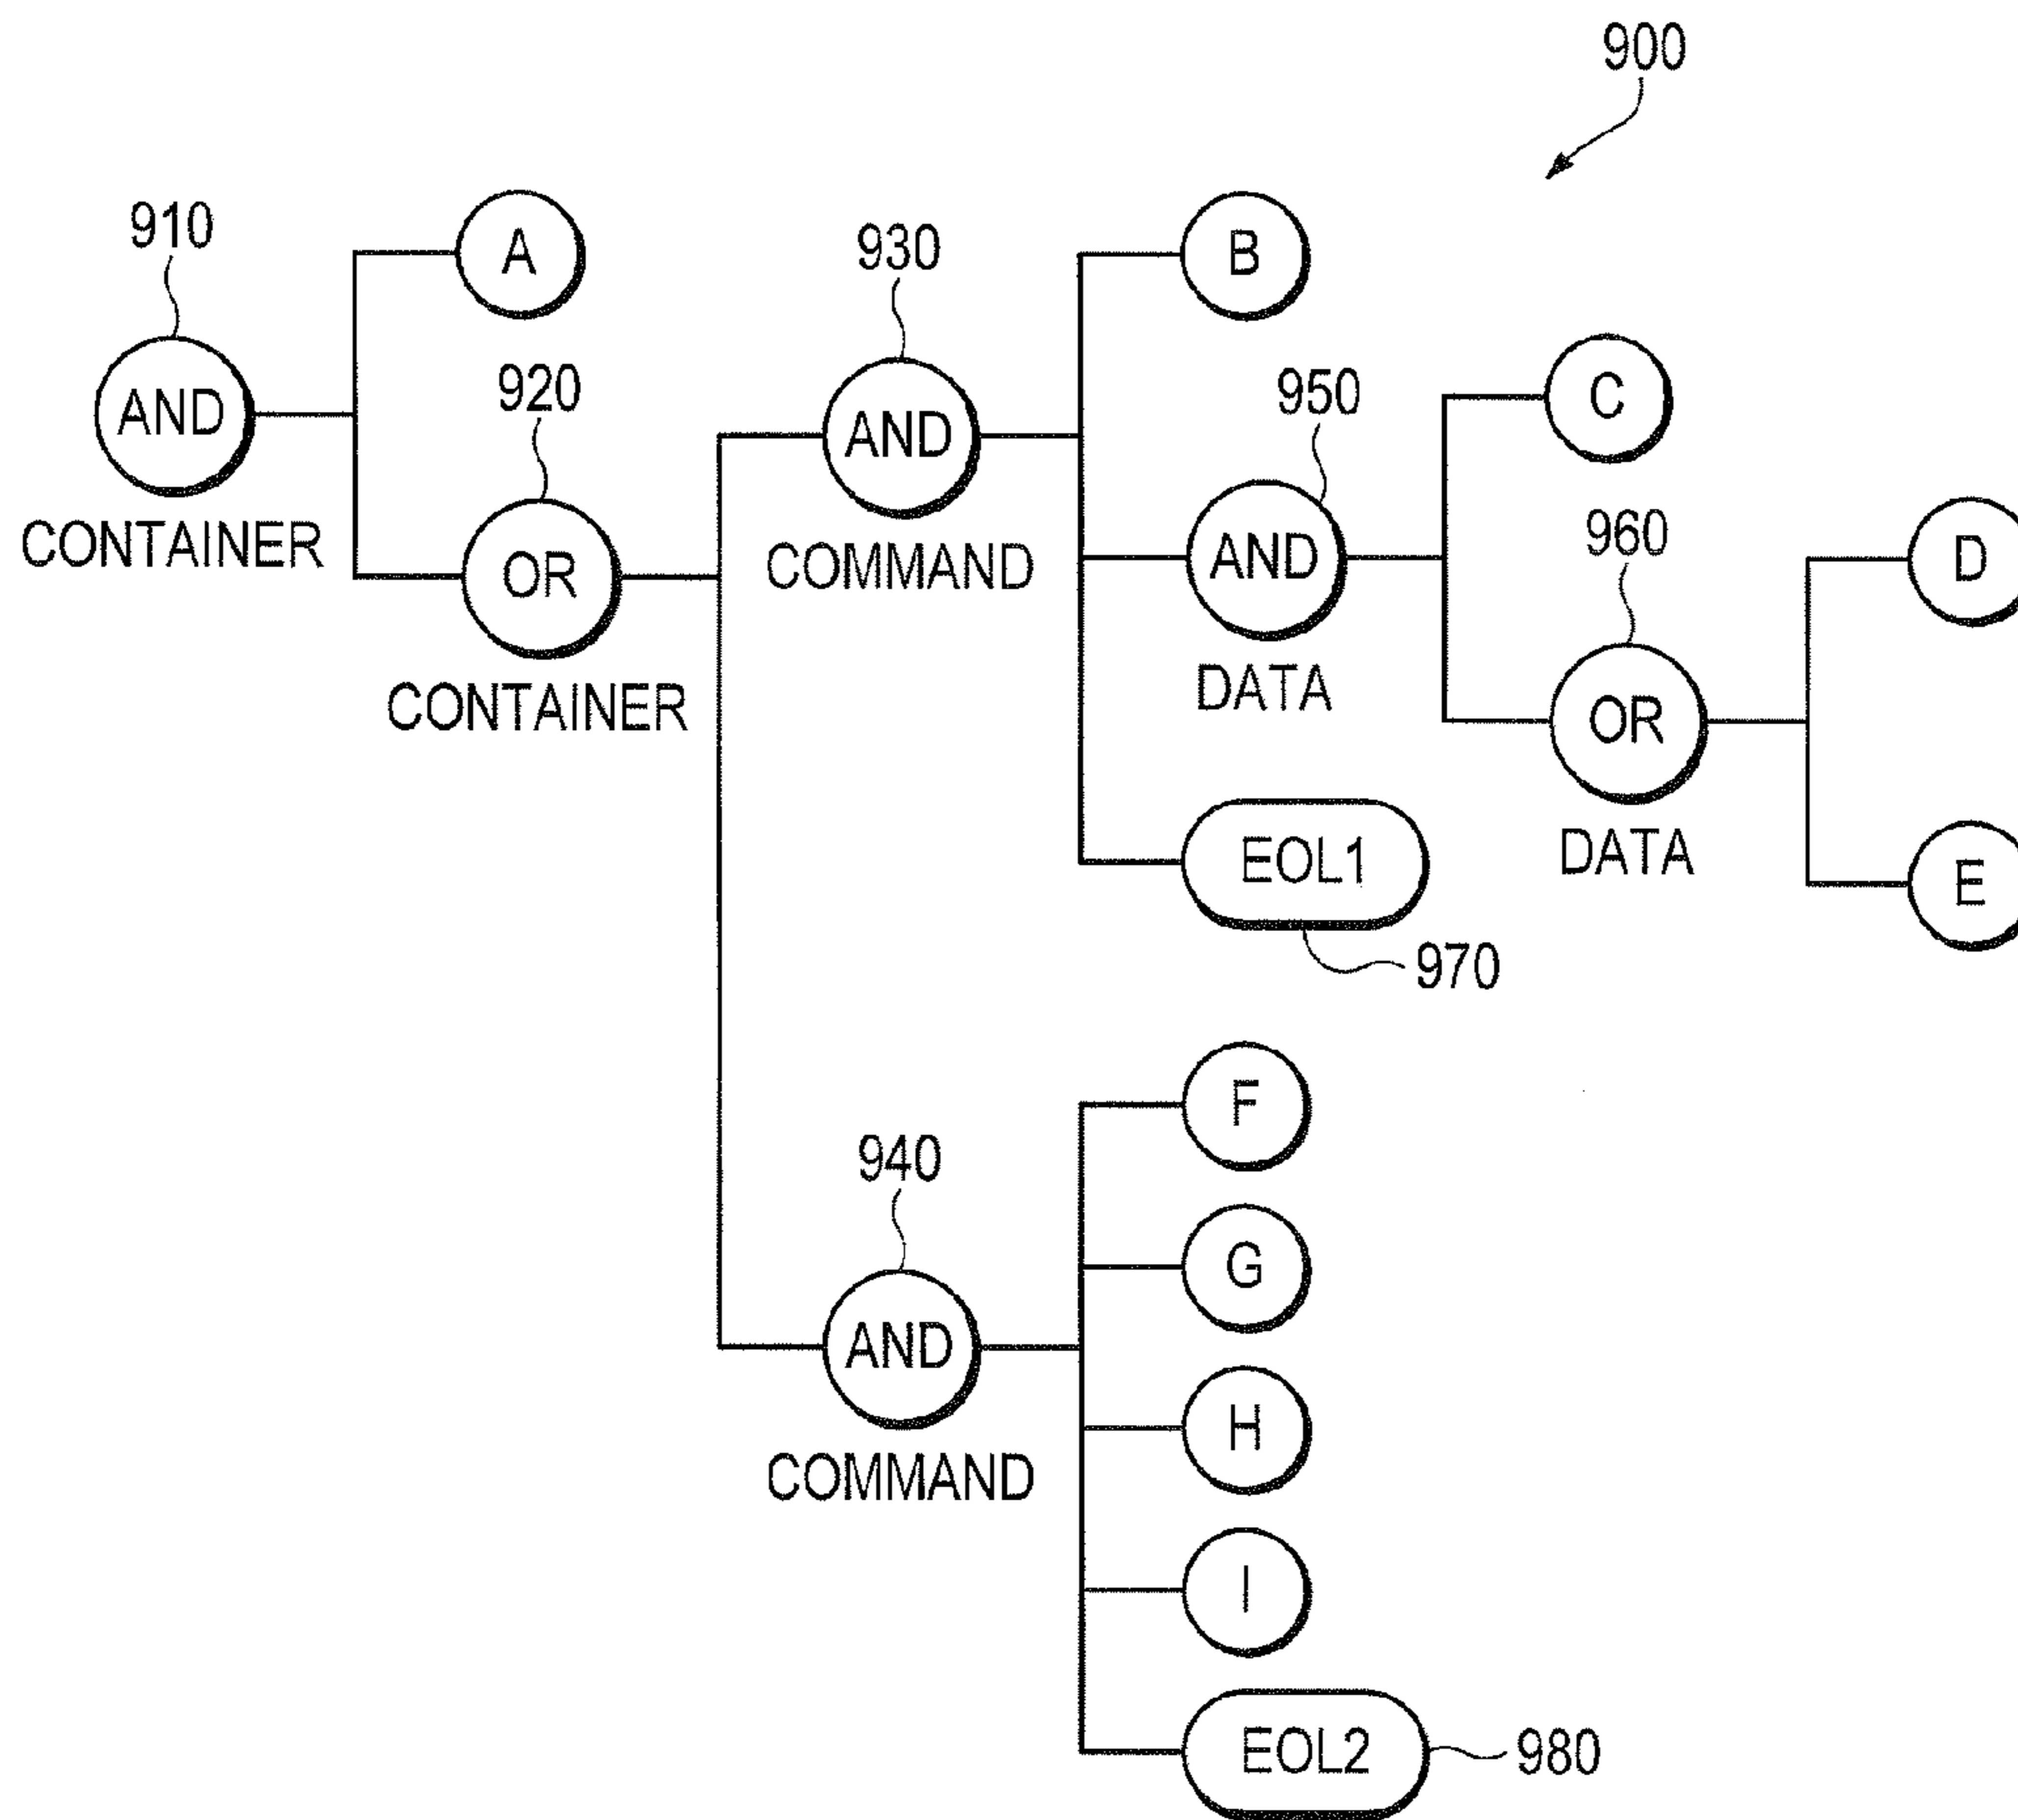 900
910
A
930
B
920
950
C
AND
AND
960
CONTAINER
OR
COMMAND
AND
D
CONTAINER
DATA
OR
EOL1
DATA
E
970
F
940
G
AND
H
COMMAND
I
EOL2
980